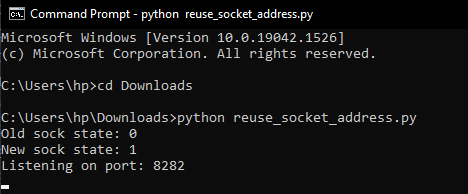 Command Prompt - python  reuse_socket_address.py
Microsoft Windows [Version 10.0.19042.1526]
(c) Microsoft Corporation. All rights reserved.
C:\Users\hp>cd Downloads
C:\Users\hp\Downloads>python reuse_socket_address.py
Old sock state: 0
New sock state: 1
Listening on port: 8282